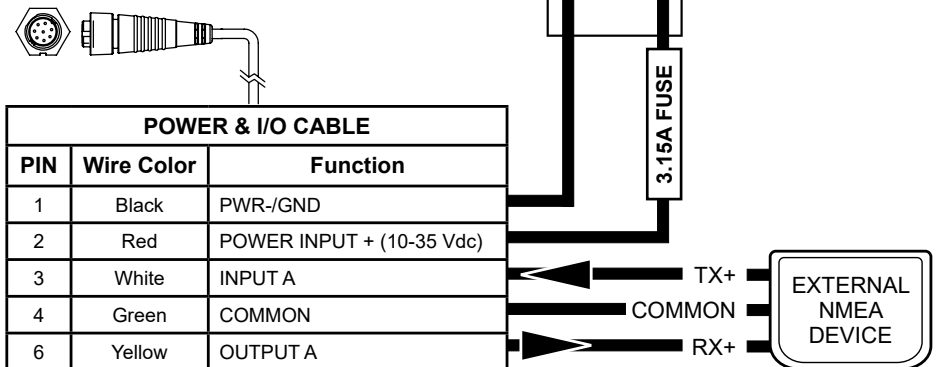 3.15A FUSE
POWER & I/O CABLE
PIN Wire Color Function
1 Black PWR-/GND
2 Red POWER INPUT + (10-35 Vdc)
3 White INPUT A
4 Green COMMON
6 Yellow OUTPUT A
TX+
COMMON
RX+
EXTERNAL
NMEA
DEVICE